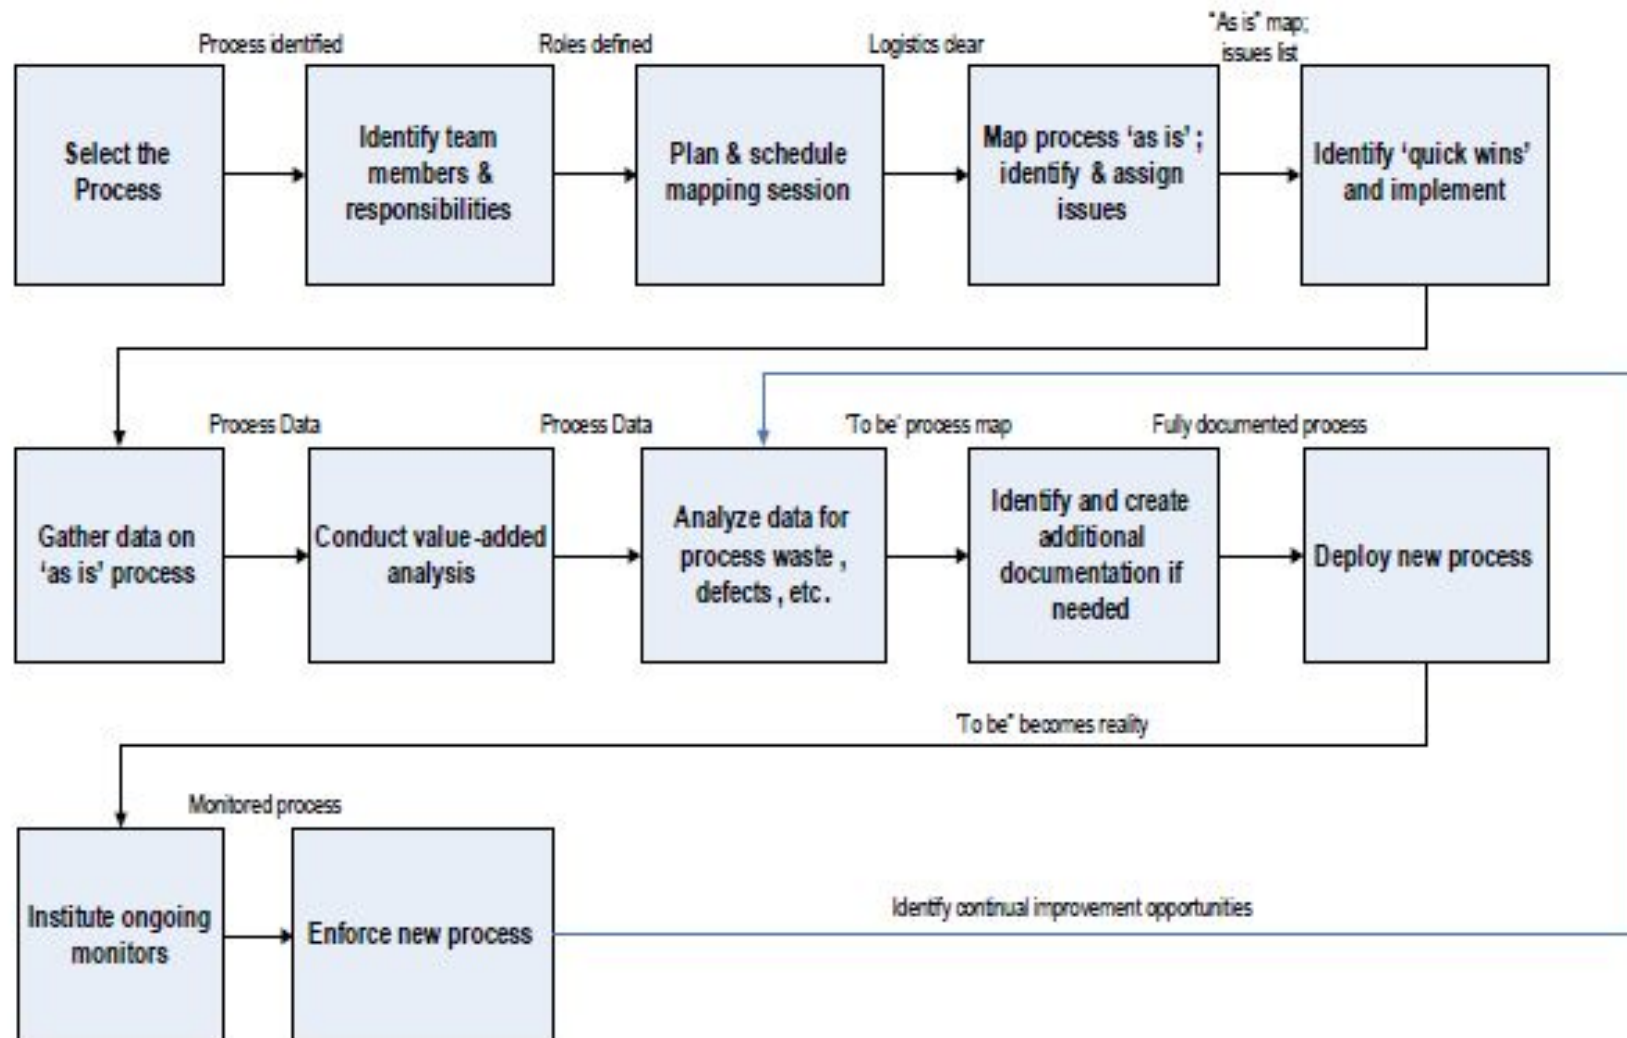 Process identified
Roles defined
Logistics clear
"As is" map;
issues list
Select the
Process
Identify team
members &
responsibilities
Plan & schedule
mapping session
Map process ‘as is’ ;
identify & assign
issues
Identify ‘quick wins’
and implement
Process Data
Process Data
'To be' process map
Fully documented process
Gather data on
‘as is’ process
Conduct value-added
analysis
Analyze data for
process waste ,
defects , etc.
Identify and create
additional
documentation if
needed
Deploy new process
'To be" becomes reality
Monitored process
Institute ongoing
monitors
Enforce new process
Identify continual improvement opportunities